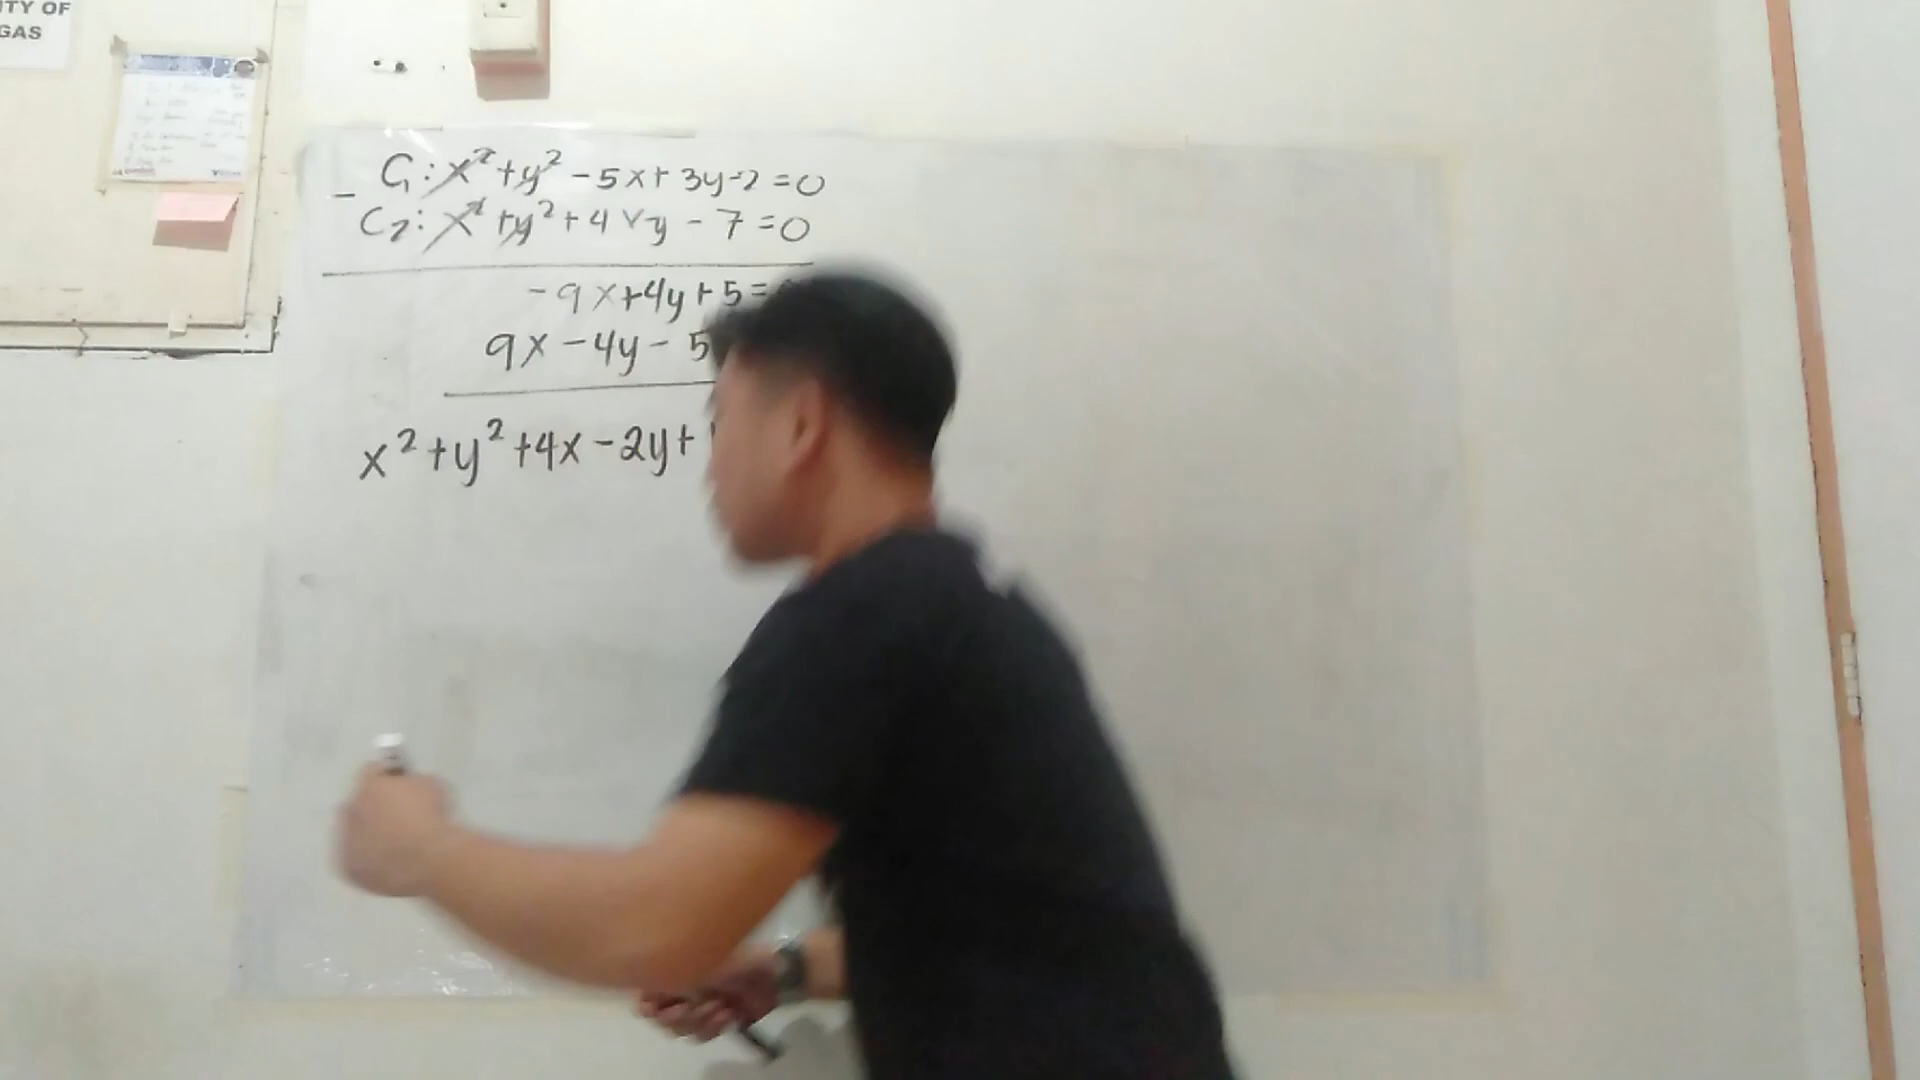 ITY OF
GAS
C₁: x² + y² - 5x + 3y - 2 = 0
- C₂: x² + y² + 4x - y - 7 = 0
- 9x + 4y + 5 =
9x - 4y - 5
x² + y² + 4x - 2y +